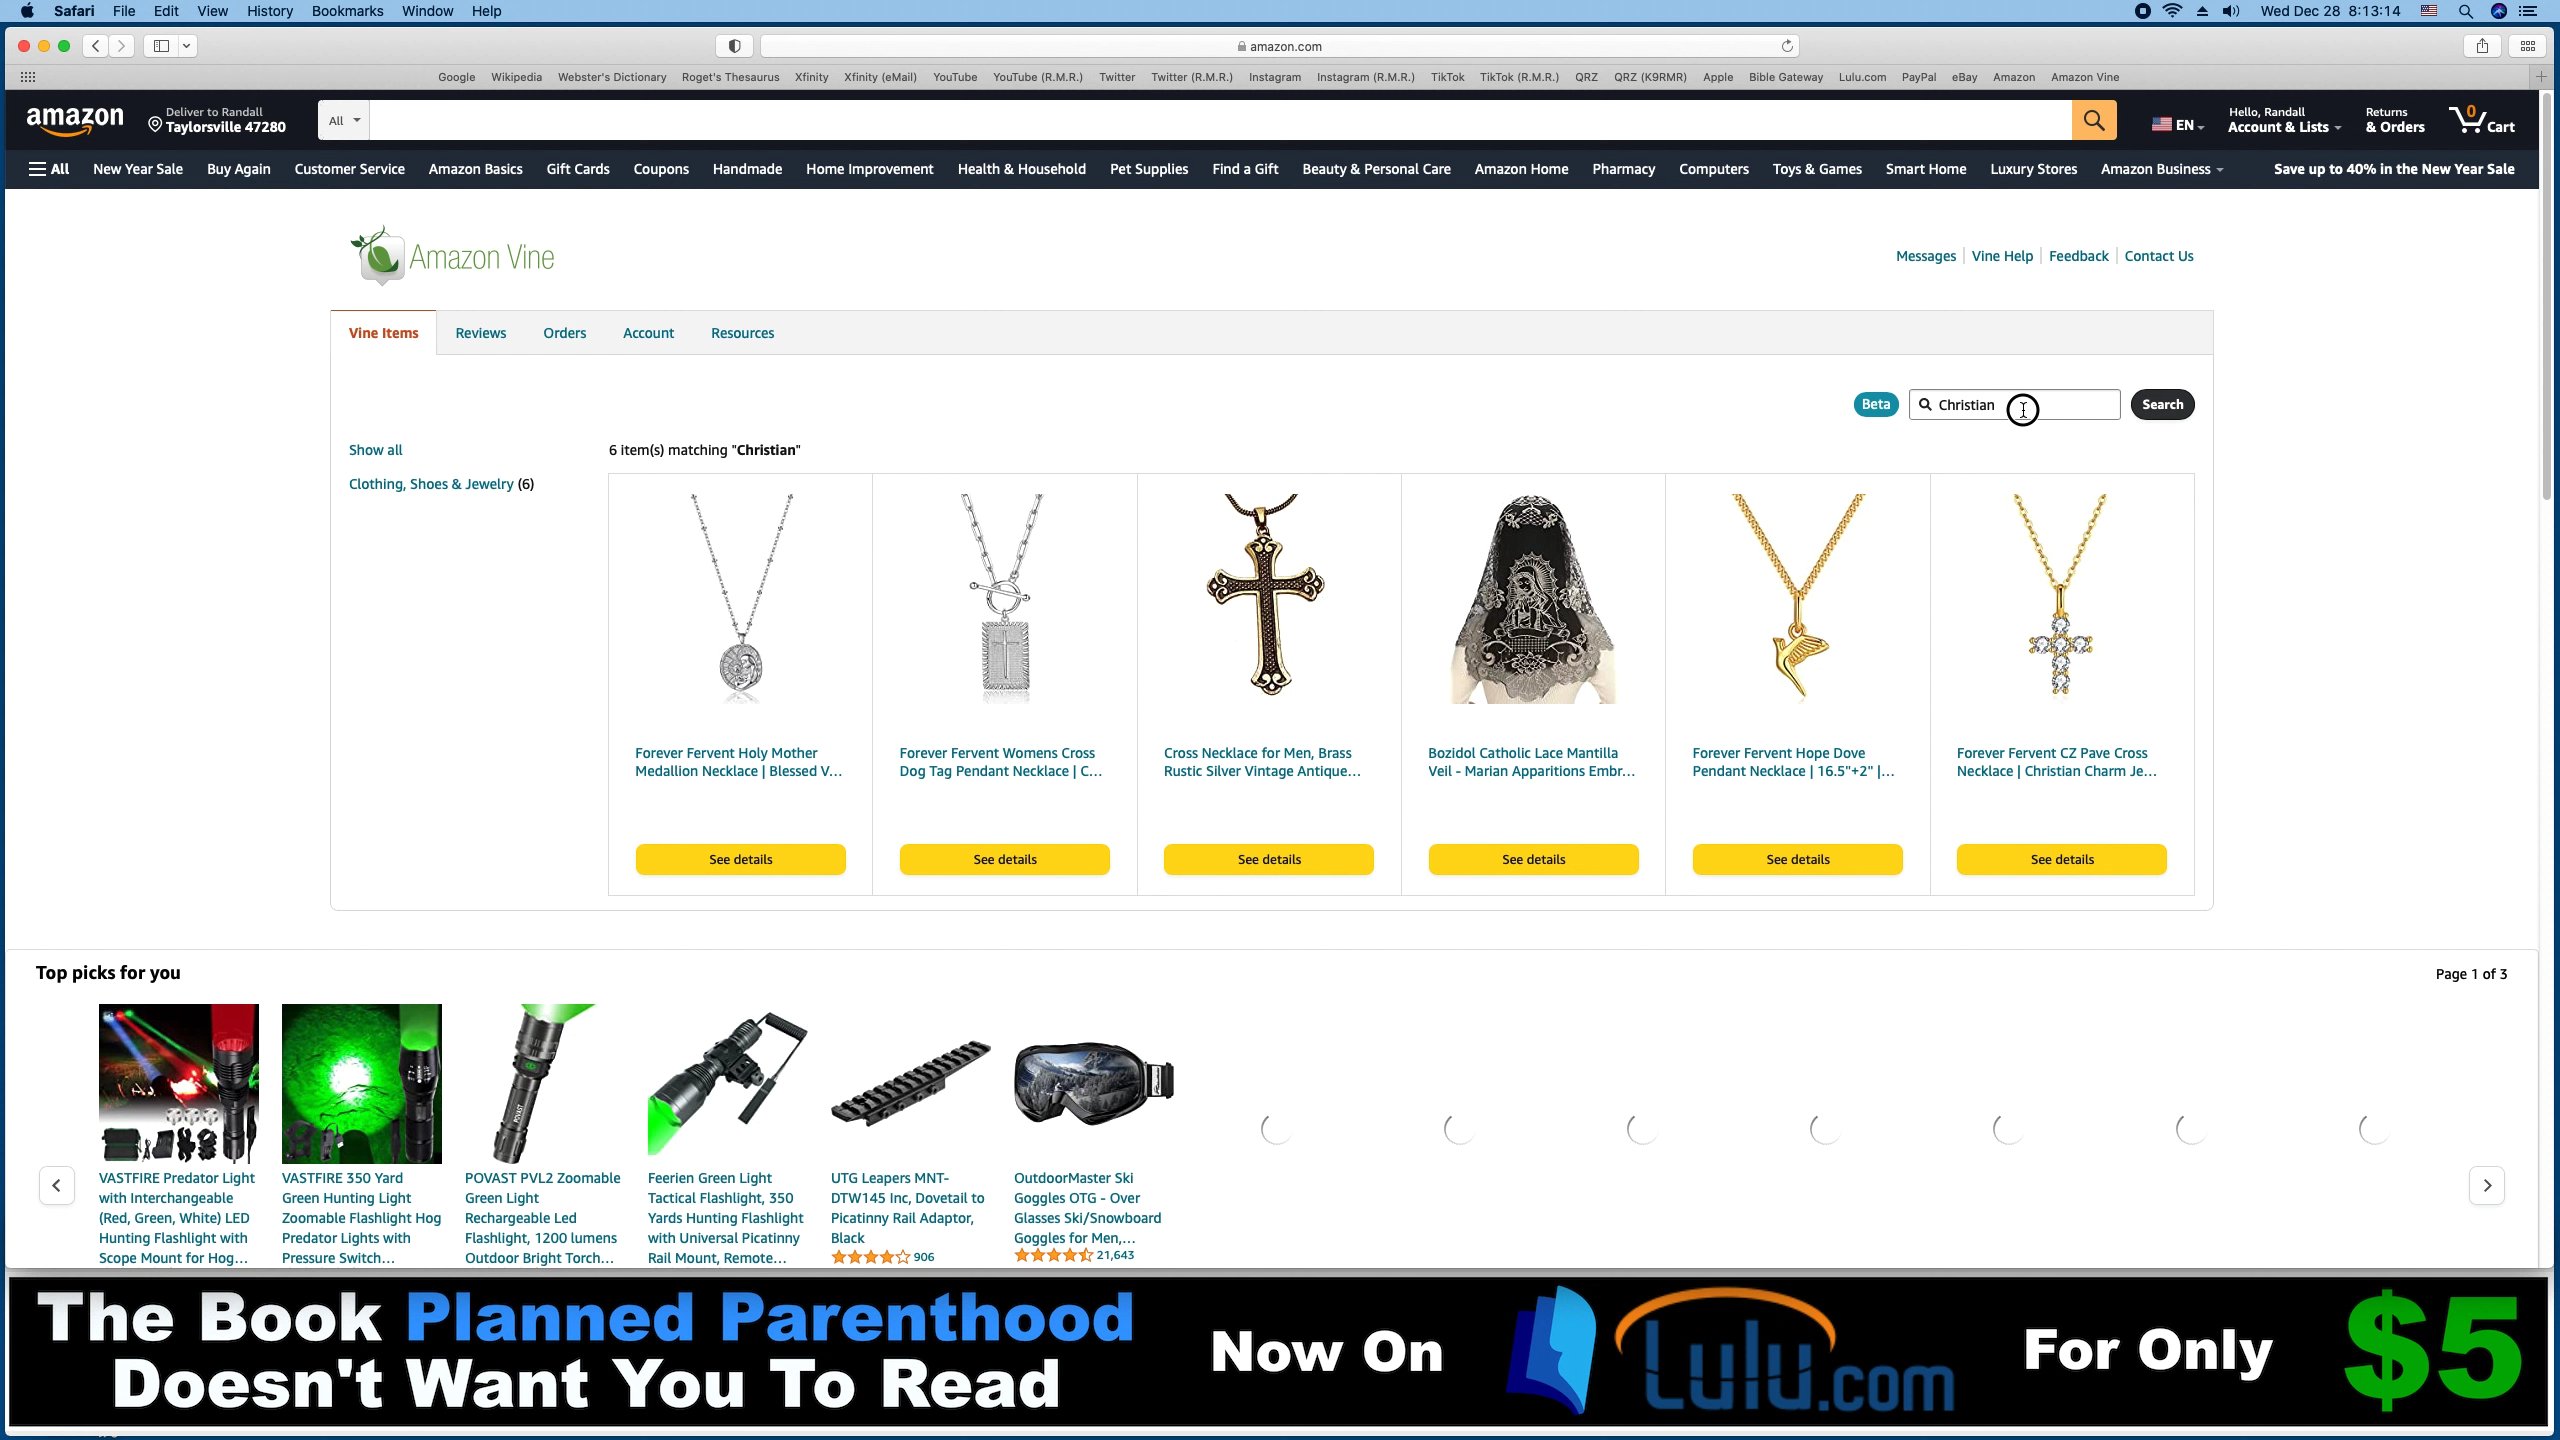 Safari File Edit View History Bookmarks Window Help
Wed Dec 28 8:13:14
amazon.com
Google Wikipedia Webster's Dictionary Roget's Thesaurus Xfinity Xfinity (eMail) YouTube YouTube (R.M.R.) Twitter Twitter (R.M.R.) Instagram Instagram (R.M.R.) TikTok TikTok (R.M.R.) QRZ QRZ (K9RMR) Apple Bible Gateway Lulu.com PayPal eBay Amazon Amazon Vine
amazon
Deliver to Randall
Taylorsville 47280
All
EN
Hello, Randall
Account & Lists
Returns
& Orders
0
Cart
All New Year Sale Buy Again Customer Service Amazon Basics Gift Cards Coupons Handmade Home Improvement Health & Household Pet Supplies Find a Gift Beauty & Personal Care Amazon Home Pharmacy Computers Toys & Games Smart Home Luxury Stores Amazon Business Save up to 40% in the New Year Sale
Amazon Vine
Messages Vine Help Feedback Contact Us
Vine Items Reviews Orders Account Resources
Beta Christian Search
Show all
Clothing, Shoes & Jewelry (6)
6 item(s) matching "Christian"
Forever Fervent Holy Mother
Medallion Necklace | Blessed V...
See details
Forever Fervent Womens Cross
Dog Tag Pendant Necklace | C...
See details
Cross Necklace for Men, Brass
Rustic Silver Vintage Antique...
See details
Bozidol Catholic Lace Mantilla
Veil - Marian Apparitions Embr...
See details
Forever Fervent Hope Dove
Pendant Necklace | 16.5"+2" |...
See details
Forever Fervent CZ Pave Cross
Necklace | Christian Charm Je...
See details
Top picks for you
Page 1 of 3
VASTFIRE Predator Light
with Interchangeable
(Red, Green, White) LED
Hunting Flashlight with
Scope Mount for Hog...
VASTFIRE 350 Yard
Green Hunting Light
Zoomable Flashlight Hog
Predator Lights with
Pressure Switch...
POVAST
POVAST PVL2 Zoomable
Green Light
Rechargeable Led
Flashlight, 1200 lumens
Outdoor Bright Torch...
Feerien Green Light
Tactical Flashlight, 350
Yards Hunting Flashlight
with Universal Picatinny
Rail Mount, Remote...
UTG Leapers MNT-
DTW145 Inc, Dovetail to
Picatinny Rail Adaptor,
Black
906
OutdoorMaster Ski
Goggles OTG - Over
Glasses Ski/Snowboard
Goggles for Men,...
21,643
The Book Planned Parenthood
Doesn't Want You To Read
Now On
Lulu.com
For Only
$5